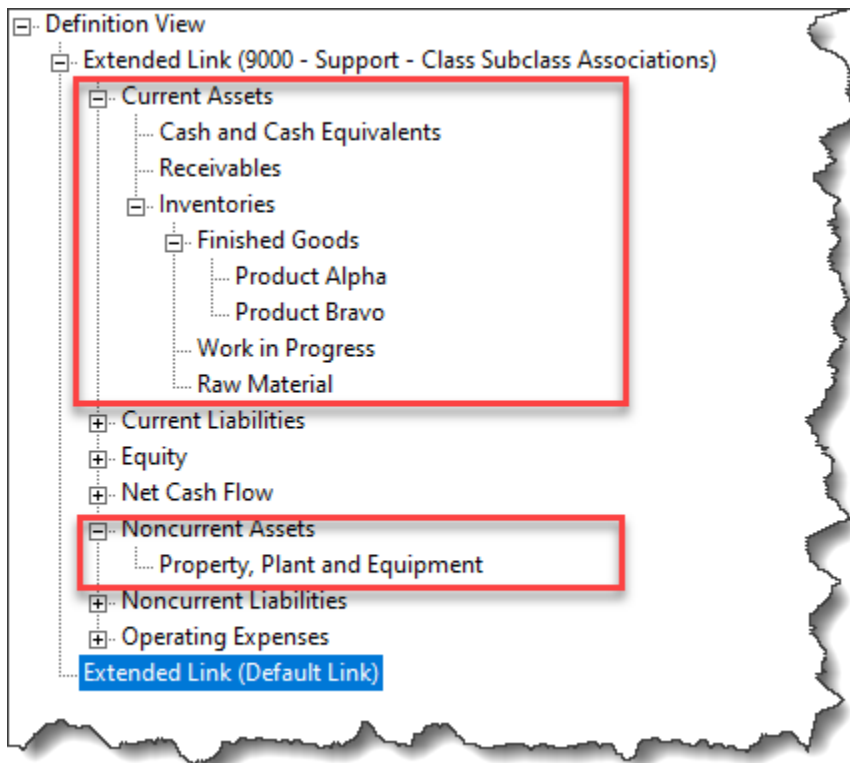 Definition View
Extended Link (9000 - Support - Class Subclass Associations)
Current Assets
Cash and Cash Equivalents
Receivables
Inventories
Finished Goods
Product Alpha
Product Bravo
Work in Progress
Raw Material
Current Liabilities
Equity
Net Cash Flow
Noncurrent Assets
Property, Plant and Equipment
Noncurrent Liabilities
Operating Expenses
Extended Link (Default Link)